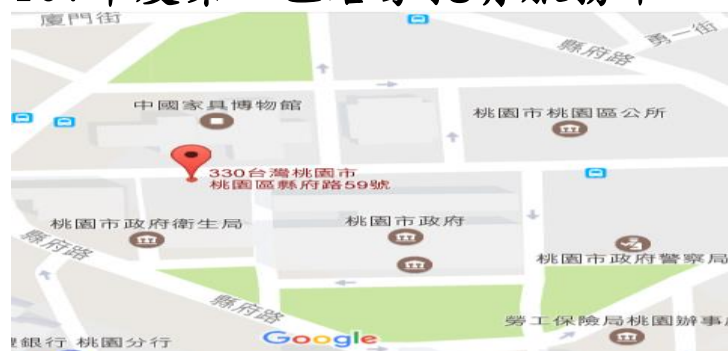 廈門街
縣府路
勇一街
中國家具博物館
桃園市桃園區公所
330台灣桃園市
桃園區縣府路59號
桃園市政府衛生局
桃園市政府
桃園市政府警察局
縣府路
縣府路
勞工保險局桃園辦事
銀行 桃園分行
Google